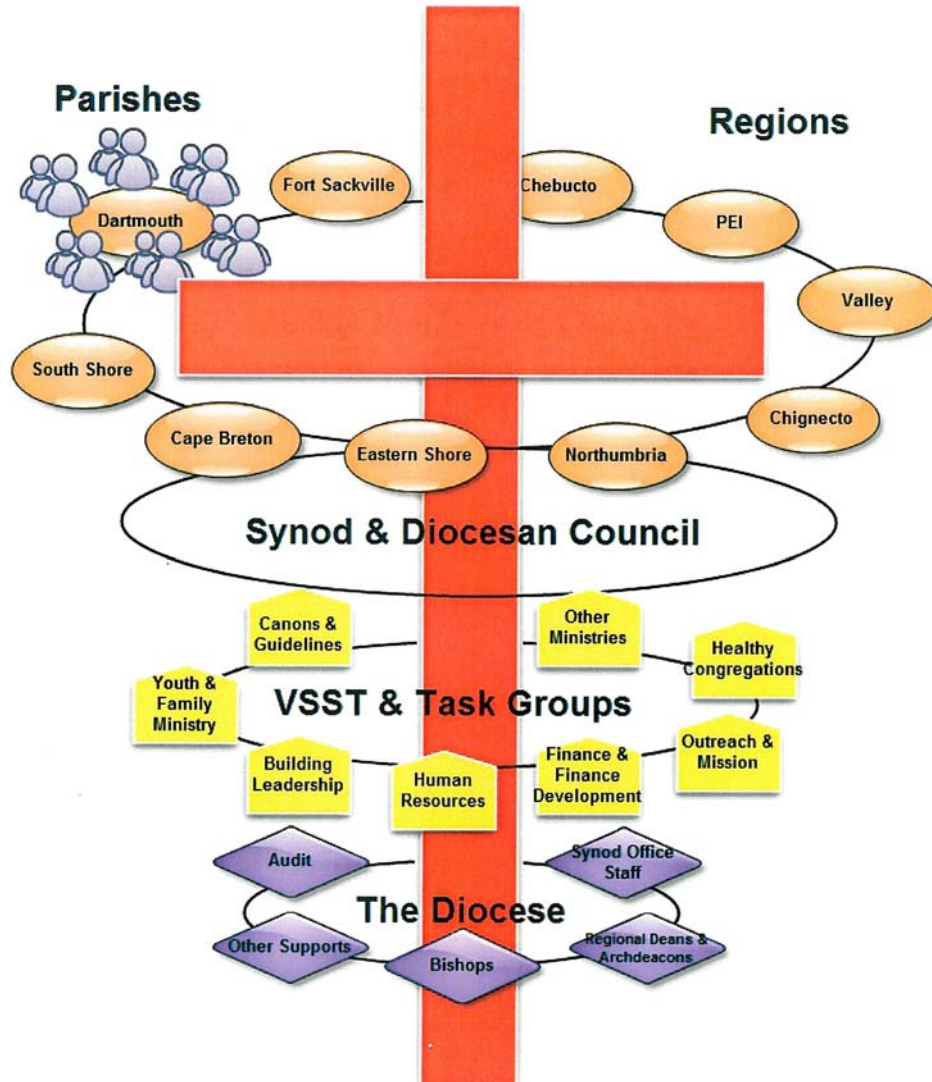 Parishes
Regions
Fort Sackville
Chebucto
Dartmouth
PEI
Valley
South Shore
Chignecto
Cape Breton
Eastern Shore
Northumbria
Synod & Diocesan Council
Canons &
Guidelines
Other
Ministries
Healthy
Congregations
Youth &
Family
Ministry
VSST & Task Groups
Building
Leadership
Human
Resources
Finance &
Finance
Development
Outreach &
Mission
Audit
Synod Office
Staff
The Diocese
Other Supports
Bishops
Regional Deans &
Archdeacons